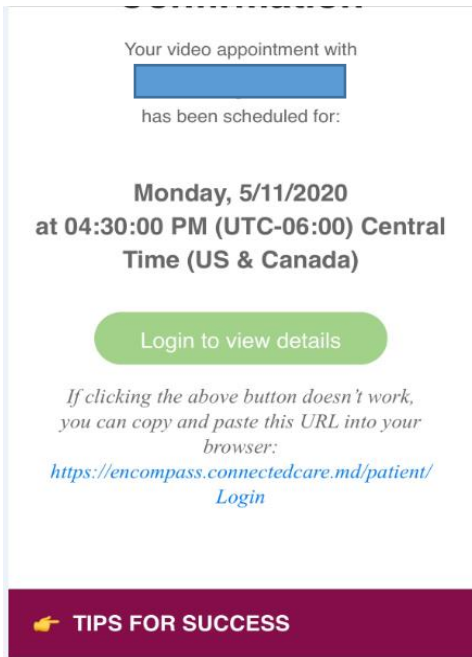 Your video appointment with
has been scheduled for:
Monday, 5/11/2020
at 04:30:00 PM (UTC-06:00) Central
Time (US & Canada)
Login to view details
If clicking the above button doesn't work,
you can copy and paste this URL into your
browser:
https://encompass.connectedcare.md/patient/
Login
👉 TIPS FOR SUCCESS